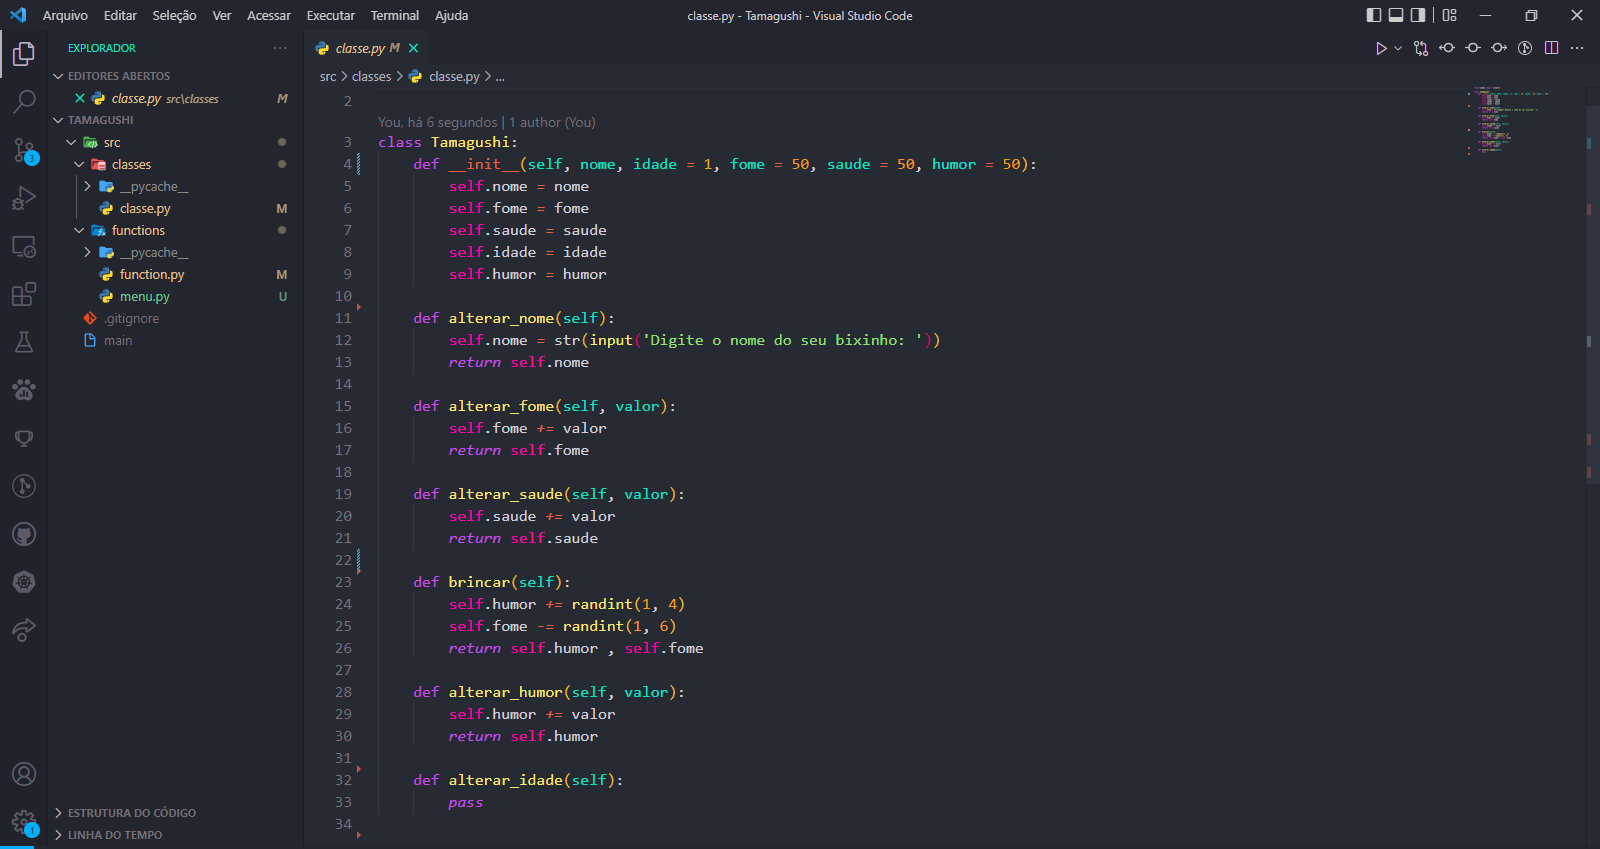 Arquivo Editar Seleção Ver Acessar Executar Terminal Ajuda
classe.py - Tamagushi - Visual Studio Code
EXPLORADOR
EDITORES ABERTOS
classe.py src\classes M
TAMAGUSHI
src
classes
__pycache__
classe.py M
functions
__pycache__
function.py M
menu.py U
.gitignore
main
ESTRUTURA DO CÓDIGO
LINHA DO TEMPO
3
1
classe.py M
src > classes > classe.py > ...
2
You, há 6 segundos | 1 author (You)
3 class Tamagushi:
4 def __init__(self, nome, idade = 1, fome = 50, saude = 50, humor = 50):
5 self.nome = nome
6 self.fome = fome
7 self.saude = saude
8 self.idade = idade
9 self.humor = humor
10
11 def alterar_nome(self):
12 self.nome = str(input('Digite o nome do seu bixinho: '))
13 return self.nome
14
15 def alterar_fome(self, valor):
16 self.fome += valor
17 return self.fome
18
19 def alterar_saude(self, valor):
20 self.saude += valor
21 return self.saude
22
23 def brincar(self):
24 self.humor += randint(1, 4)
25 self.fome -= randint(1, 6)
26 return self.humor , self.fome
27
28 def alterar_humor(self, valor):
29 self.humor += valor
30 return self.humor
31
32 def alterar_idade(self):
33 pass
34